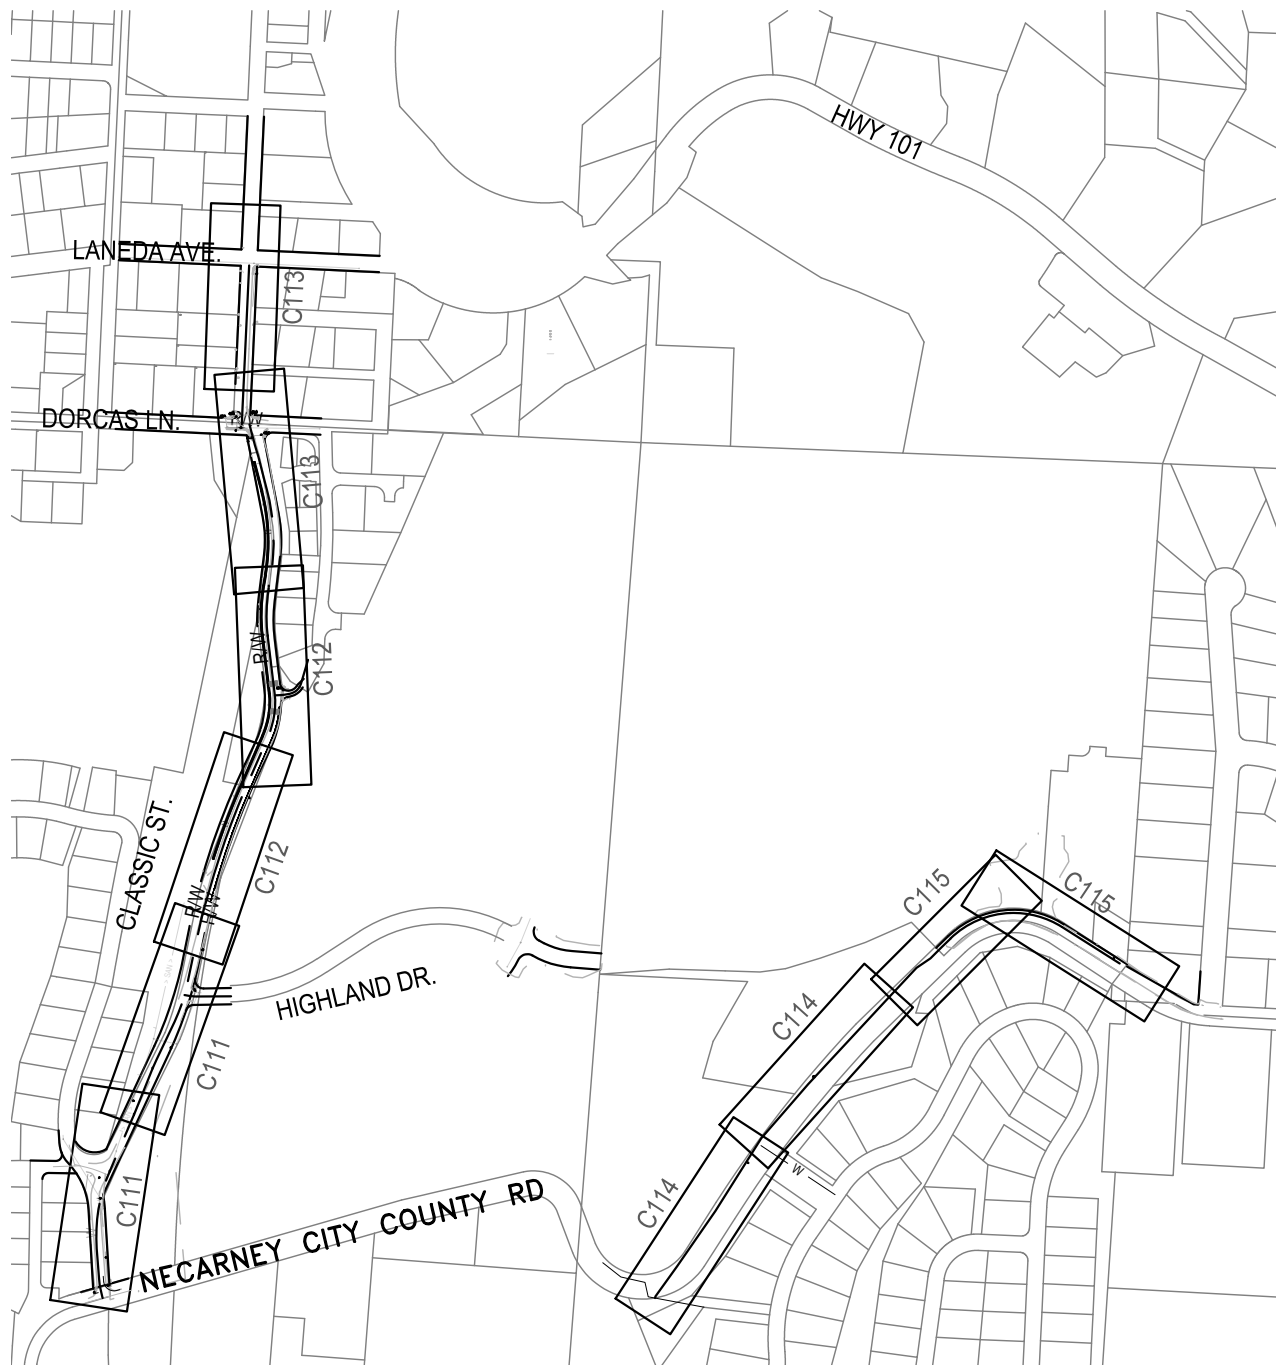 HWY 101
LANEDA AVE.
C113
DORCAS LN.
R/W
C113
R/W
C112
CLASSIC ST.
C112
R/W
R/W
C115
C115
HIGHLAND DR.
C114
C111
W
C111
C114
NECARNEY CITY COUNTY RD